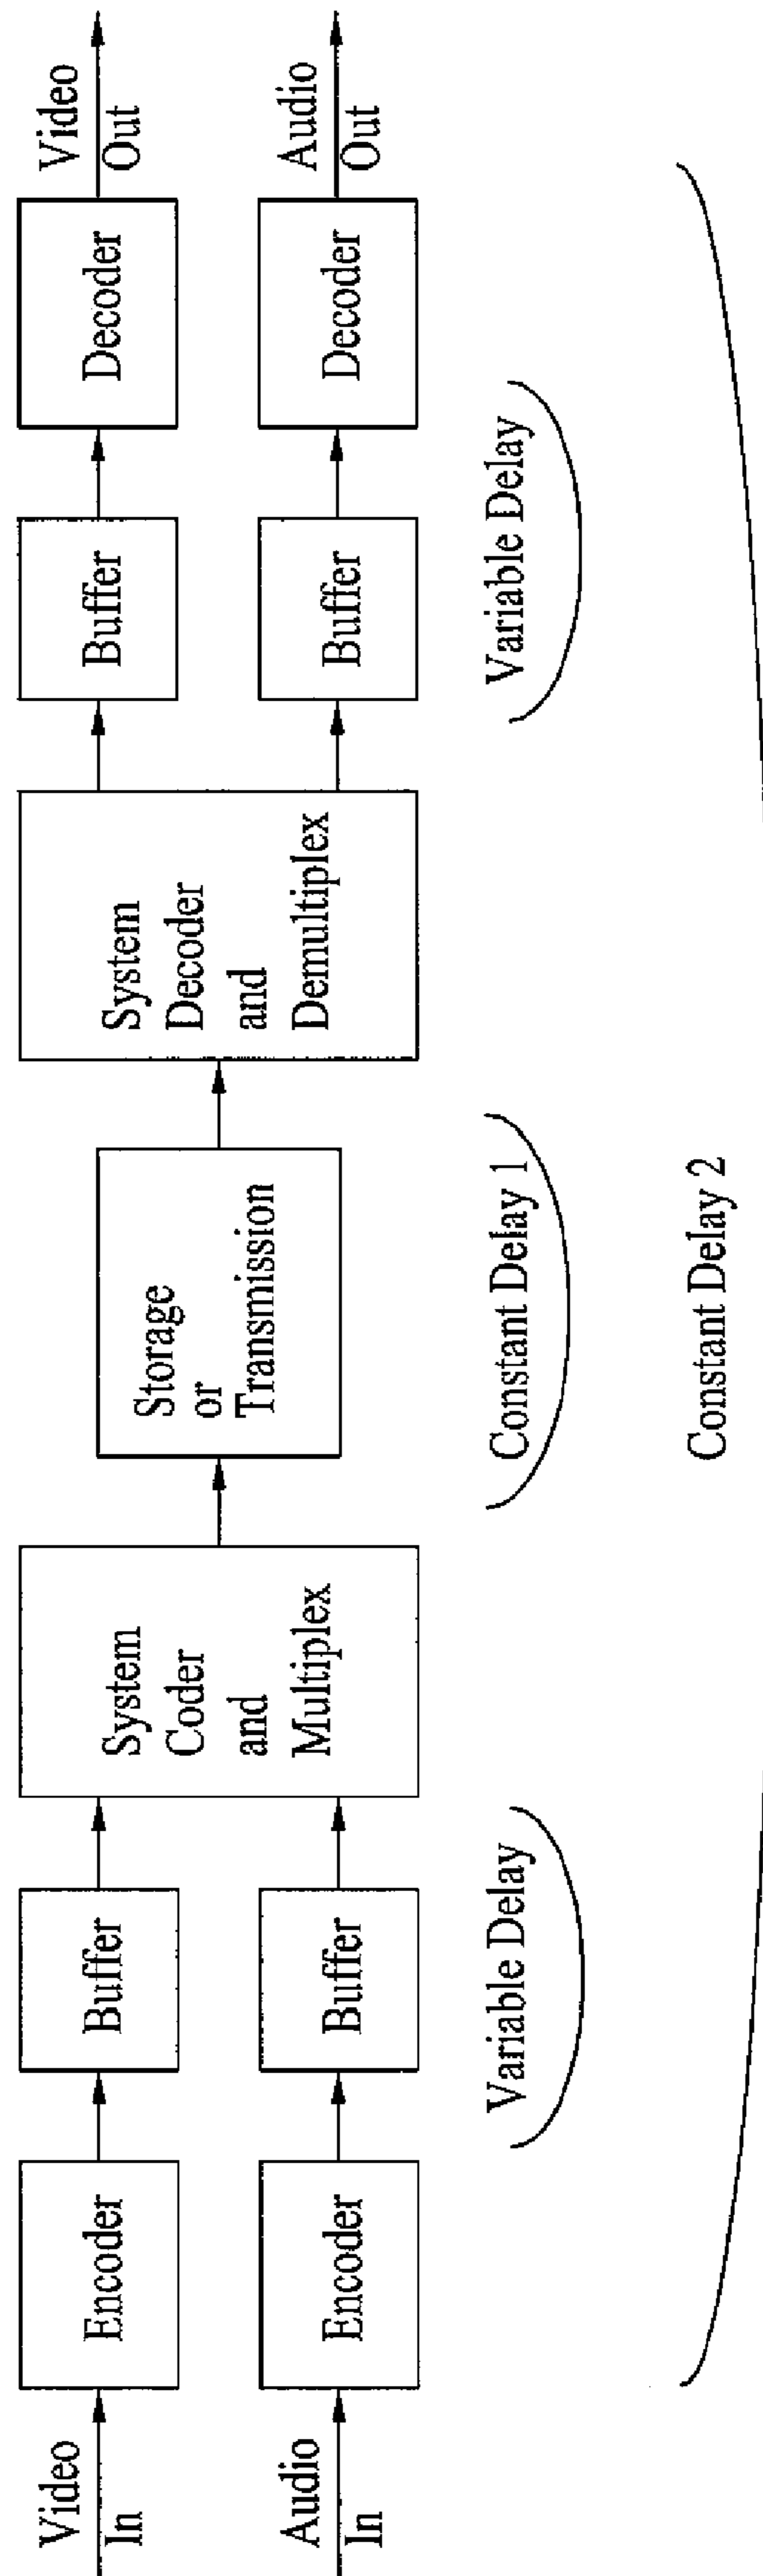 Video
In
Encoder
Buffer
Audio
In
Encoder
Buffer
System
Coder
and
Multiplex
Storage
or
Transmission
System
Decoder
and
Demultiplex
Buffer
Decoder
Video
Out
Buffer
Decoder
Audio
Out
Variable Delay
Constant Delay 1
Variable Delay
Constant Delay 2